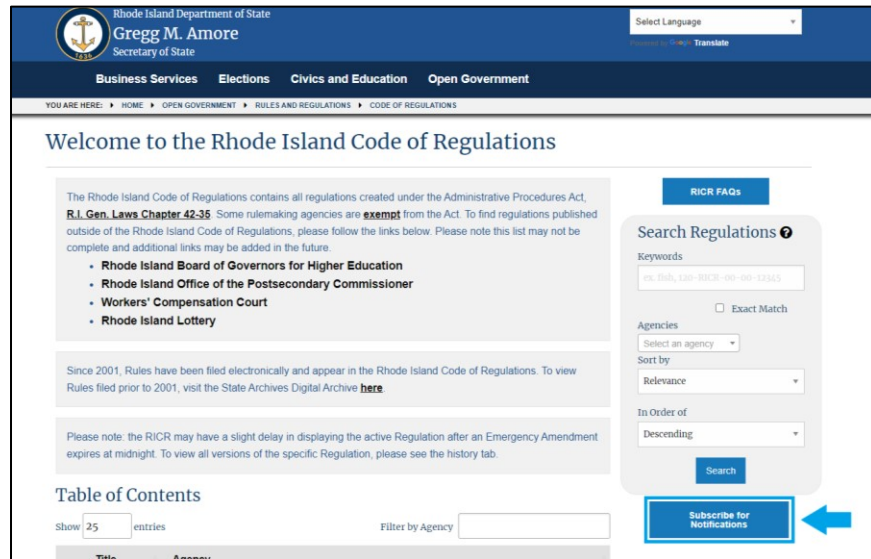 Rhode Island Department of State
Gregg M. Amore
Secretary of State
1636
Select Language
Powered by Google Translate
Business Services Elections Civics and Education Open Government
YOU ARE HERE: HOME OPEN GOVERNMENT RULES AND REGULATIONS CODE OF REGULATIONS
Welcome to the Rhode Island Code of Regulations
The Rhode Island Code of Regulations contains all regulations created under the Administrative Procedures Act,
R.I. Gen. Laws Chapter 42-35. Some rulemaking agencies are exempt from the Act. To find regulations published
outside of the Rhode Island Code of Regulations, please follow the links below. Please note this list may not be
complete and additional links may be added in the future.
• Rhode Island Board of Governors for Higher Education
• Rhode Island Office of the Postsecondary Commissioner
• Workers' Compensation Court
• Rhode Island Lottery
Since 2001, Rules have been filed electronically and appear in the Rhode Island Code of Regulations. To view
Rules filed prior to 2001, visit the State Archives Digital Archive here.
Please note: the RICR may have a slight delay in displaying the active Regulation after an Emergency Amendment
expires at midnight. To view all versions of the specific Regulation, please see the history tab.
Table of Contents
Show 25 entries Filter by Agency
Title Agency
RICR FAQs
Search Regulations ?
Keywords
ex. fish, 120-RICR-00-00-12315
Exact Match
Agencies
Select an agency
Sort by
Relevance
In Order of
Descending
Search
Subscribe for
Notifications